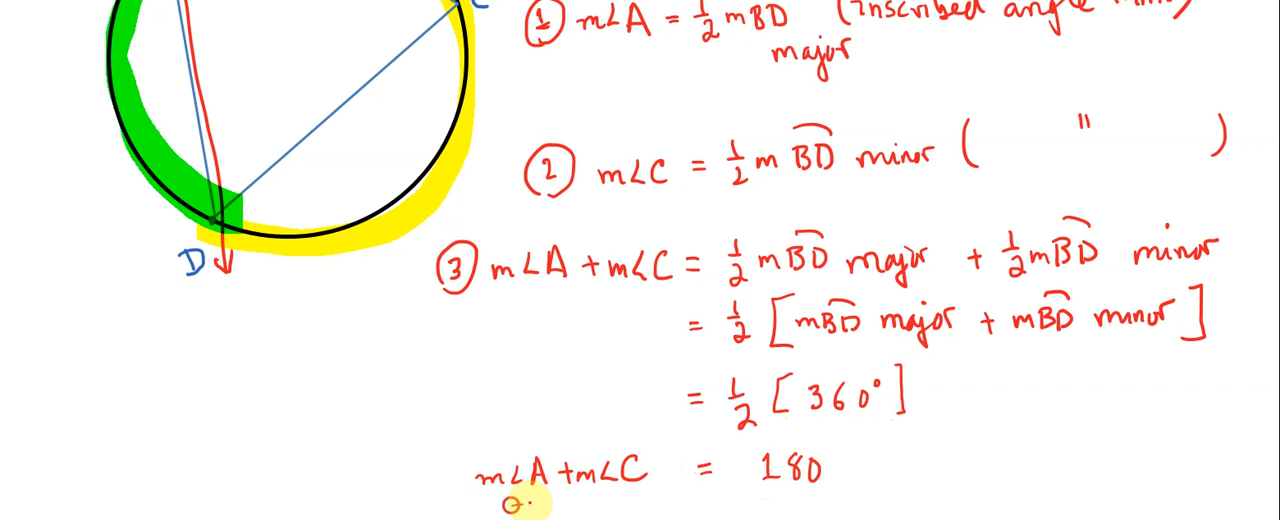 C
① m∠A = 1/2 mBD (inscribed angle
major
② m∠C = 1/2 m BD minor ( " )
D
③ m∠A + m∠C = 1/2 mBD major + 1/2 mBD minor
= 1/2 [mBD major + mBD minor]
= 1/2 [360°]
m∠A + m∠C = 180